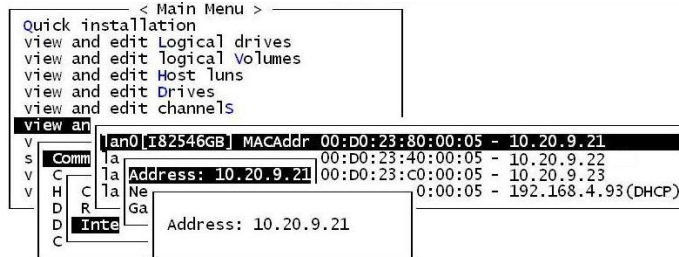 < Main Menu >
Quick installation
view and edit Logical drives
view and edit logical Volumes
view and edit Host luns
view and edit Drives
view and edit channelS
view an
v lan0[I82546GB] MACAddr 00:D0:23:80:00:05 - 10.20.9.21
s Comm la 00:D0:23:40:00:05 - 10.20.9.22
v C Address: 10.20.9.21 00:D0:23:C0:00:05 - 10.20.9.23
v H C la Ne 0:00:05 - 192.168.4.93(DHCP)
D R Ga
D Inte Address: 10.20.9.21
C